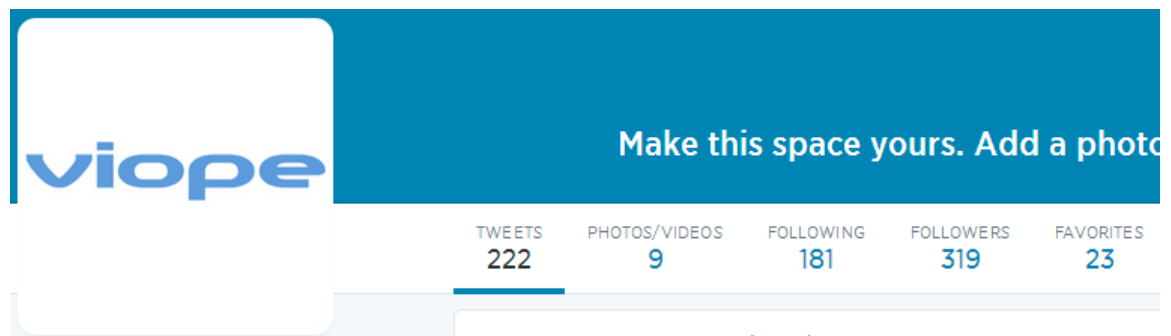 viope
Make this space yours. Add a photo
TWEETS PHOTOS/VIDEOS FOLLOWING FOLLOWERS FAVORITES
222 9 181 319 23